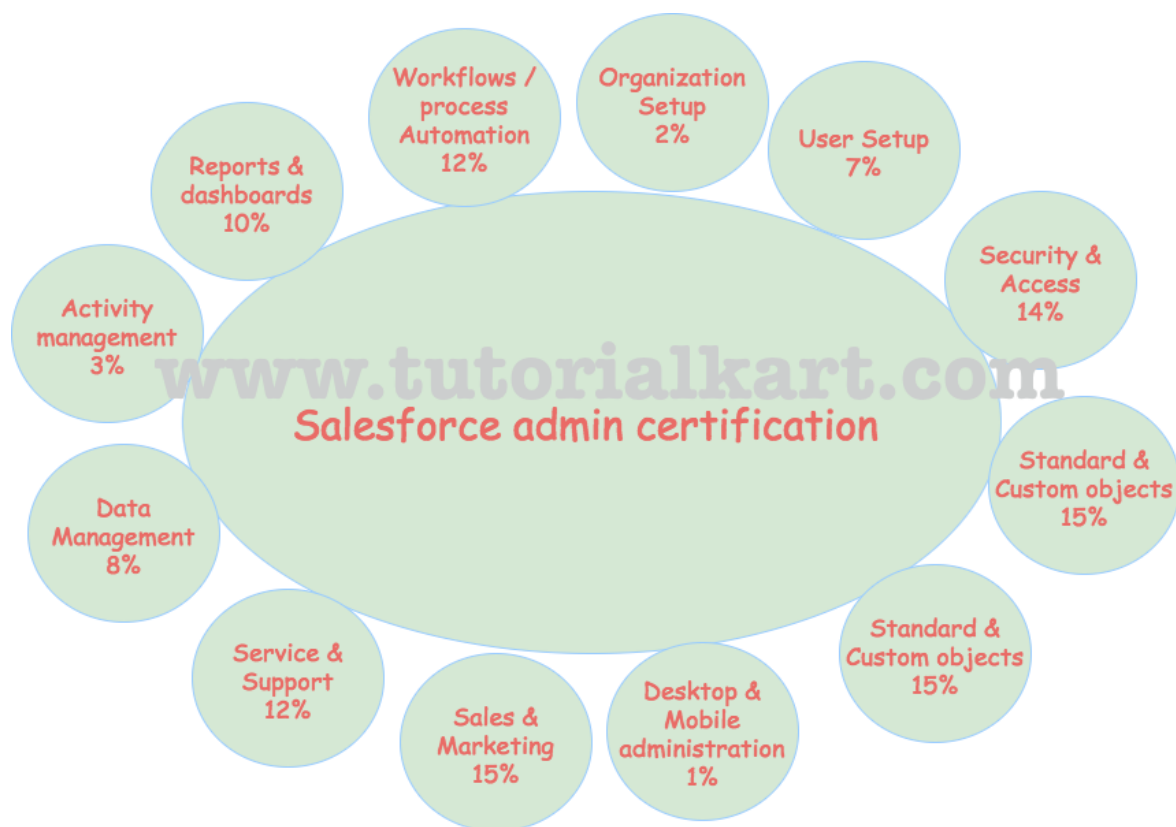 Workflows /
process
Automation
12%
Organization
Setup
2%
User Setup
7%
Security &
Access
14%
Standard &
Custom objects
15%
Standard &
Custom objects
15%
Desktop &
Mobile
administration
1%
Sales &
Marketing
15%
Service &
Support
12%
Data
Management
8%
Activity
management
3%
Reports &
dashboards
10%
www.tutorialkart.com
Salesforce admin certification